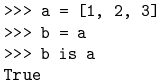 >>> a = [1, 2, 3]
>>> b = a
>>> b is a
True